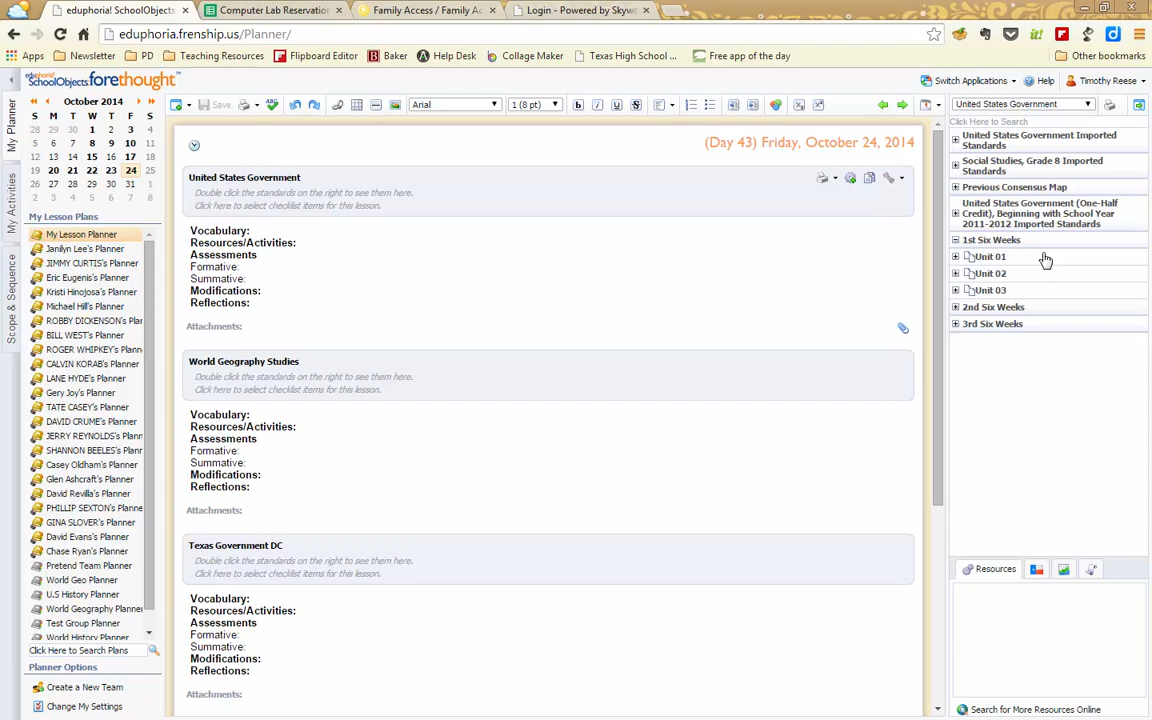 eduphoria! SchoolObjects
Computer Lab Reservatio
Family Access / Family Ac
Login - Powered by Skywa
eduphoria.frenship.us/Planner/
Apps
Newsletter
PD
Teaching Resources
Flipboard Editor
Baker
Help Desk
Collage Maker
Texas High School ...
Free app of the day
Other bookmarks
eduphoria!
SchoolObjects:forethought
Switch Applications
Help
Timothy Reese
My Planner
My Activities
Scope & Sequence
October 2014
S M T W T F S
28 29 30 1 2 3 4
5 6 7 8 9 10 11
12 13 14 15 16 17 18
19 20 21 22 23 24 25
26 27 28 29 30 31 1
2 3 4 5 6 7 8
My Lesson Plans
My Lesson Planner
Janilyn Lee's Planner
JIMMY CURTIS's Planner
Eric Eugenis's Planner
Kristi Hinojosa's Planner
Michael Hill's Planner
ROBBY DICKENSON's Plar
BILL WEST's Planner
ROGER WHIPKEY's Plann
CALVIN KORAB's Planner
LANE HYDE's Planner
Gery Joy's Planner
TATE CASEY's Planner
DAVID CRUME's Planner
JERRY REYNOLDS's Plann
SHANNON BEELES's Plann
Casey Oldham's Planner
Glen Ashcraft's Planner
David Revilla's Planner
PHILLIP SEXTON's Planner
GINA SLOVER's Planner
David Evans's Planner
Chase Ryan's Planner
Pretend Team Planner
World Geo Planner
U.S History Planner
World Geography Planne
Test Group Planner
World History Planner
Click Here to Search Plans
Planner Options
Create a New Team
Change My Settings
Save
Arial
1 (8 pt)
(Day 43) Friday, October 24, 2014
United States Government
Double click the standards on the right to see them here.
Click here to select checklist items for this lesson.
Vocabulary:
Resources/Activities:
Assessments
Formative:
Summative:
Modifications:
Reflections:
Attachments:
World Geography Studies
Double click the standards on the right to see them here.
Click here to select checklist items for this lesson.
Vocabulary:
Resources/Activities:
Assessments
Formative:
Summative:
Modifications:
Reflections:
Attachments:
Texas Government DC
Double click the standards on the right to see them here.
Click here to select checklist items for this lesson.
Vocabulary:
Resources/Activities:
Assessments
Formative:
Summative:
Modifications:
Reflections:
Attachments:
United States Government
Click Here to Search
United States Government Imported
Standards
Social Studies, Grade 8 Imported
Standards
Previous Consensus Map
United States Government (One-Half
Credit), Beginning with School Year
2011-2012 Imported Standards
1st Six Weeks
Unit 01
Unit 02
Unit 03
2nd Six Weeks
3rd Six Weeks
Resources
Search for More Resources Online